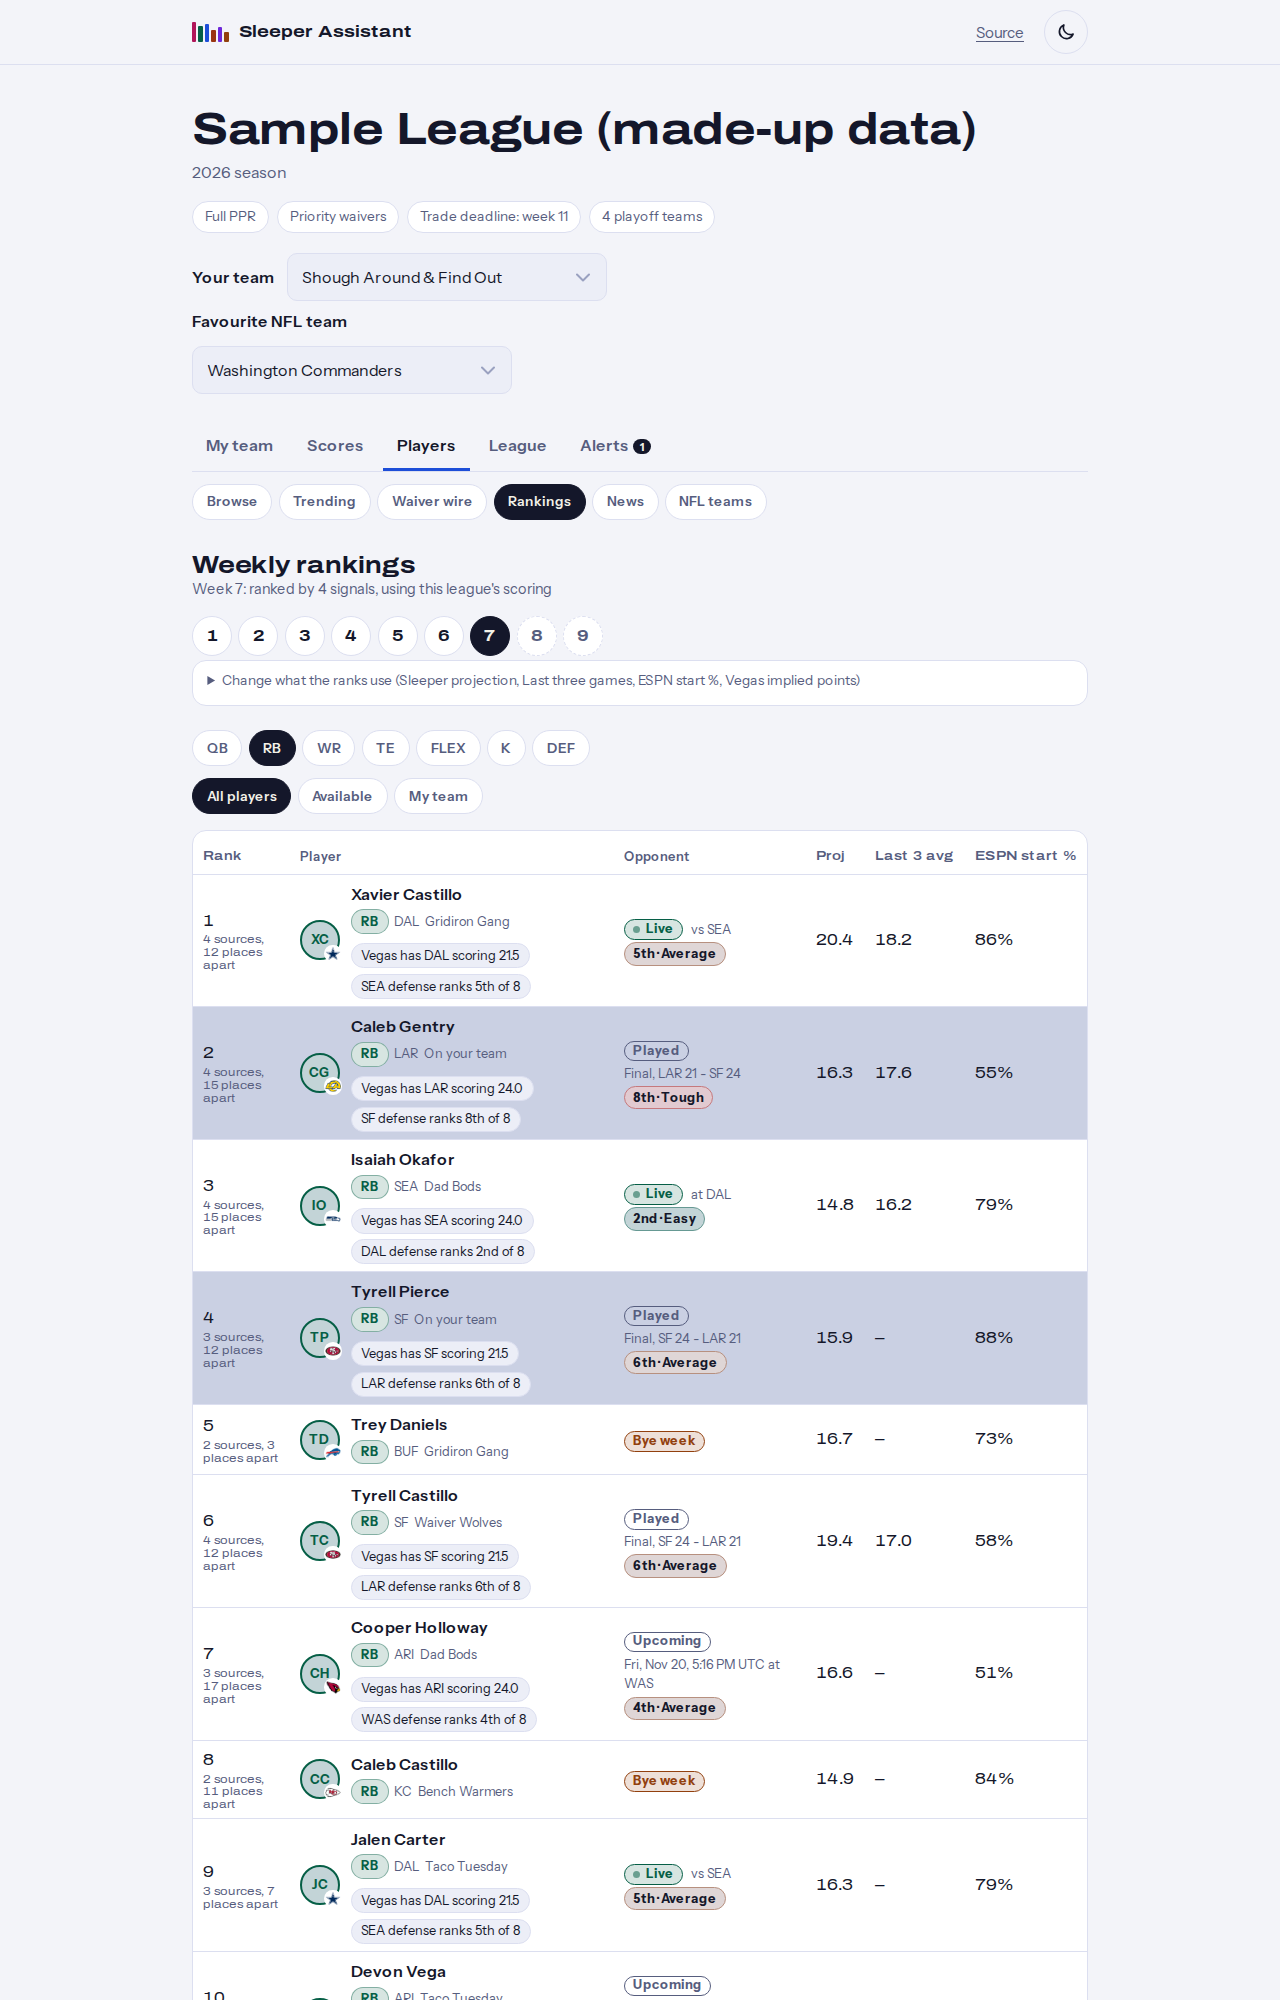 Sleeper Assistant
Source
Sample League (made-up data)
2026 season
Full PPR
Priority waivers
Trade deadline: week 11
4 playoff teams
Your team
Shough Around & Find Out
Favourite NFL team
Washington Commanders
My team
Scores
Players
League
Alerts 1
Browse
Trending
Waiver wire
Rankings
News
NFL teams
Weekly rankings
Week 7: ranked by 4 signals, using this league's scoring
1 2 3 4 5 6 7 8 9
Change what the ranks use (Sleeper projection, Last three games, ESPN start %, Vegas implied points)
QB RB WR TE FLEX K DEF
All players
Available
My team
Rank Player Opponent Proj Last 3 avg ESPN start %
1
4 sources,
12 places
apart
XC
Xavier Castillo
RB DAL Gridiron Gang
Vegas has DAL scoring 21.5
SEA defense ranks 5th of 8
Live vs SEA
5th·Average
20.4 18.2 86%
2
4 sources,
15 places
apart
CG
Caleb Gentry
RB LAR On your team
Vegas has LAR scoring 24.0
SF defense ranks 8th of 8
Played
Final, LAR 21 - SF 24
8th·Tough
16.3 17.6 55%
3
4 sources,
15 places
apart
IO
Isaiah Okafor
RB SEA Dad Bods
Vegas has SEA scoring 24.0
DAL defense ranks 2nd of 8
Live at DAL
2nd·Easy
14.8 16.2 79%
4
3 sources,
12 places
apart
TP
Tyrell Pierce
RB SF On your team
Vegas has SF scoring 21.5
LAR defense ranks 6th of 8
Played
Final, SF 24 - LAR 21
6th·Average
15.9 – 88%
5
2 sources, 3
places apart
TD
Trey Daniels
RB BUF Gridiron Gang
Bye week
16.7 – 73%
6
4 sources,
12 places
apart
TC
Tyrell Castillo
RB SF Waiver Wolves
Vegas has SF scoring 21.5
LAR defense ranks 6th of 8
Played
Final, SF 24 - LAR 21
6th·Average
19.4 17.0 58%
7
3 sources,
17 places
apart
CH
Cooper Holloway
RB ARI Dad Bods
Vegas has ARI scoring 24.0
WAS defense ranks 4th of 8
Upcoming
Fri, Nov 20, 5:16 PM UTC at
WAS
4th·Average
16.6 – 51%
8
2 sources,
11 places
apart
CC
Caleb Castillo
RB KC Bench Warmers
Bye week
14.9 – 84%
9
3 sources, 7
places apart
JC
Jalen Carter
RB DAL Taco Tuesday
Vegas has DAL scoring 21.5
SEA defense ranks 5th of 8
Live vs SEA
5th·Average
16.3 – 79%
10
Devon Vega
RB ARI Taco Tuesday
Upcoming